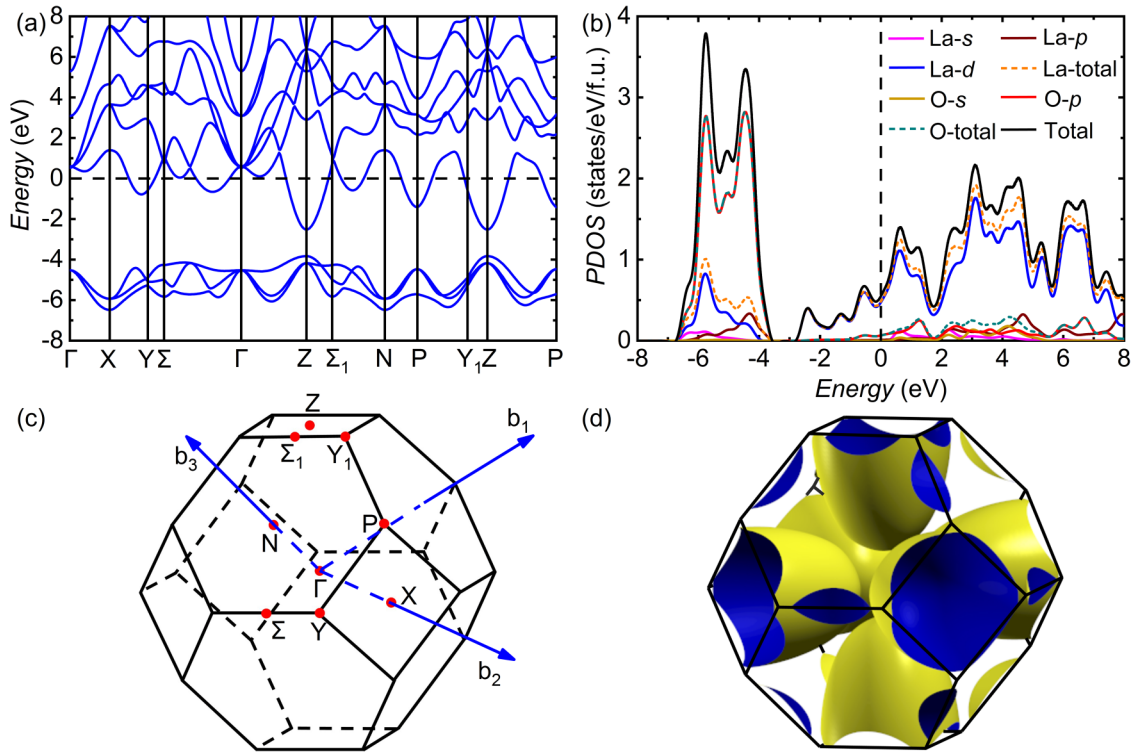 (a)
8
6
4
2
0
-2
-4
-6
-8
Energy (eV)
Γ X Y Σ Γ Z Σ1 N P Y1 Z P
(b)
4
3
2
1
0
PDOS (states/eV/f.u.)
La-s La-p
La-d La-total
O-s O-p
O-total Total
-8 -6 -4 -2 0 2 4 6 8
Energy (eV)
(c)
Z
b1
b3
Σ1 Y1
P
N
Γ
X
Σ Y
b2
(d)